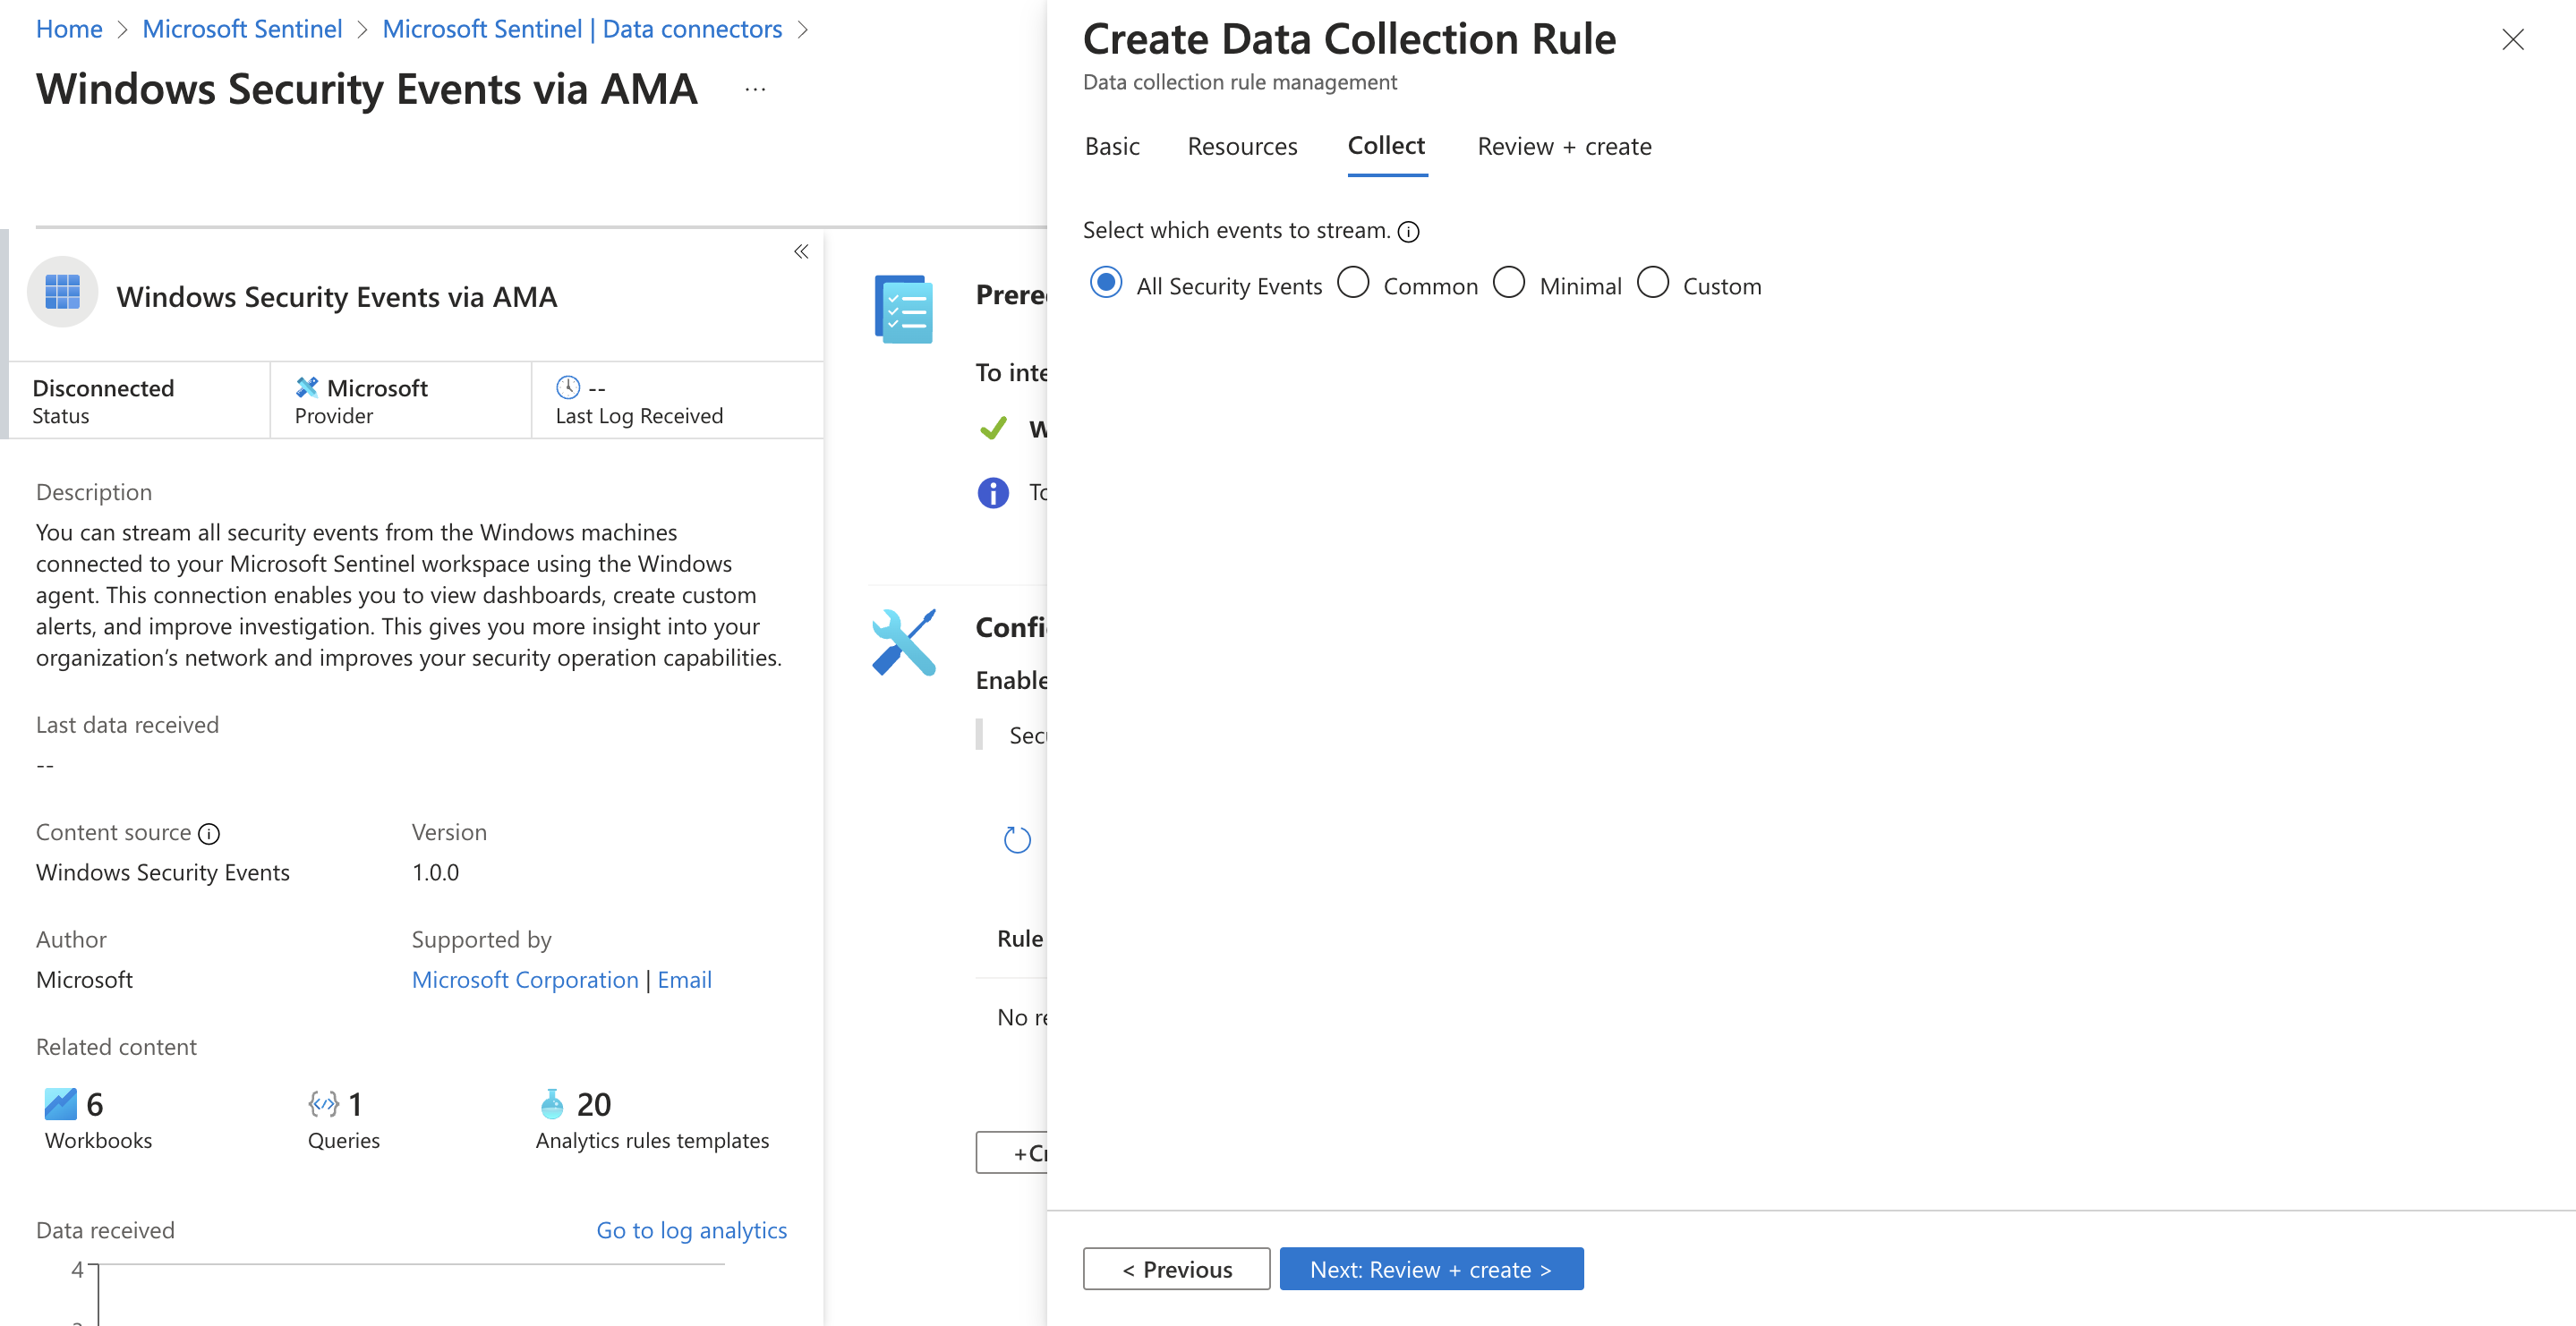 Home > Microsoft Sentinel > Microsoft Sentinel | Data connectors >
Windows Security Events via AMA ...
Windows Security Events via AMA
Disconnected
Status
Microsoft
Provider
--
Last Log Received
Description
You can stream all security events from the Windows machines
connected to your Microsoft Sentinel workspace using the Windows
agent. This connection enables you to view dashboards, create custom
alerts, and improve investigation. This gives you more insight into your
organization's network and improves your security operation capabilities.
Last data received
--
Content source
Windows Security Events
Version
1.0.0
Author
Microsoft
Supported by
Microsoft Corporation | Email
Related content
6
Workbooks
1
Queries
20
Analytics rules templates
Data received
Go to log analytics
4
To
Enable
Rule
No
Create Data Collection Rule
Data collection rule management
Basic
Resources
Collect
Review + create
Select which events to stream.
All Security Events
Common
Minimal
Custom
< Previous
Next: Review + create >